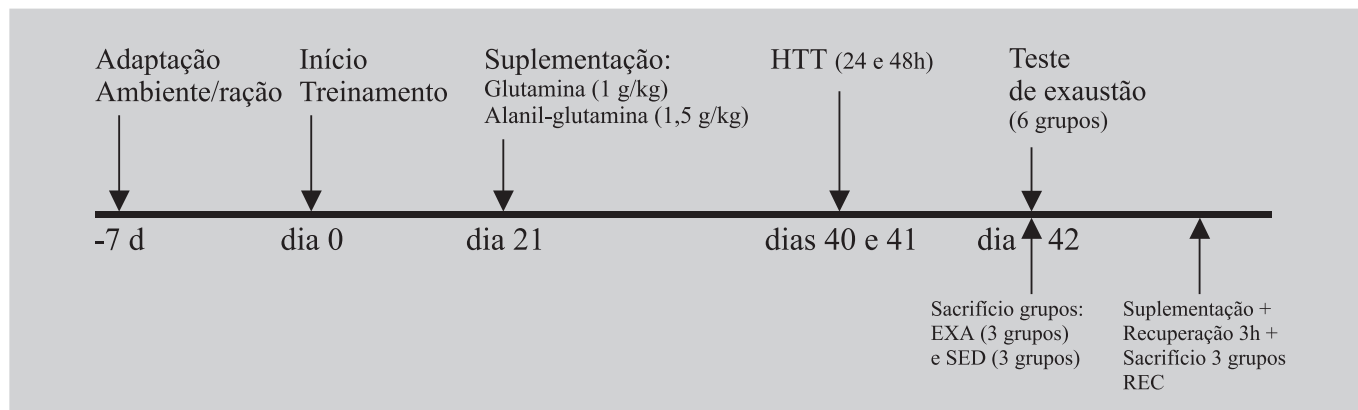 Adaptação
Ambiente/ração
Início
Treinamento
Suplementação:
Glutamina (1 g/kg)
Alanil-glutamina (1,5 g/kg)
HTT (24 e 48h)
Teste
de exaustão
(6 grupos)
-7 d
dia 0
dia 21
dias 40 e 41
dia 42
Sacrifício grupos:
EXA (3 grupos)
e SED (3 grupos)
Suplementação +
Recuperação 3h +
Sacrifício 3 grupos
REC